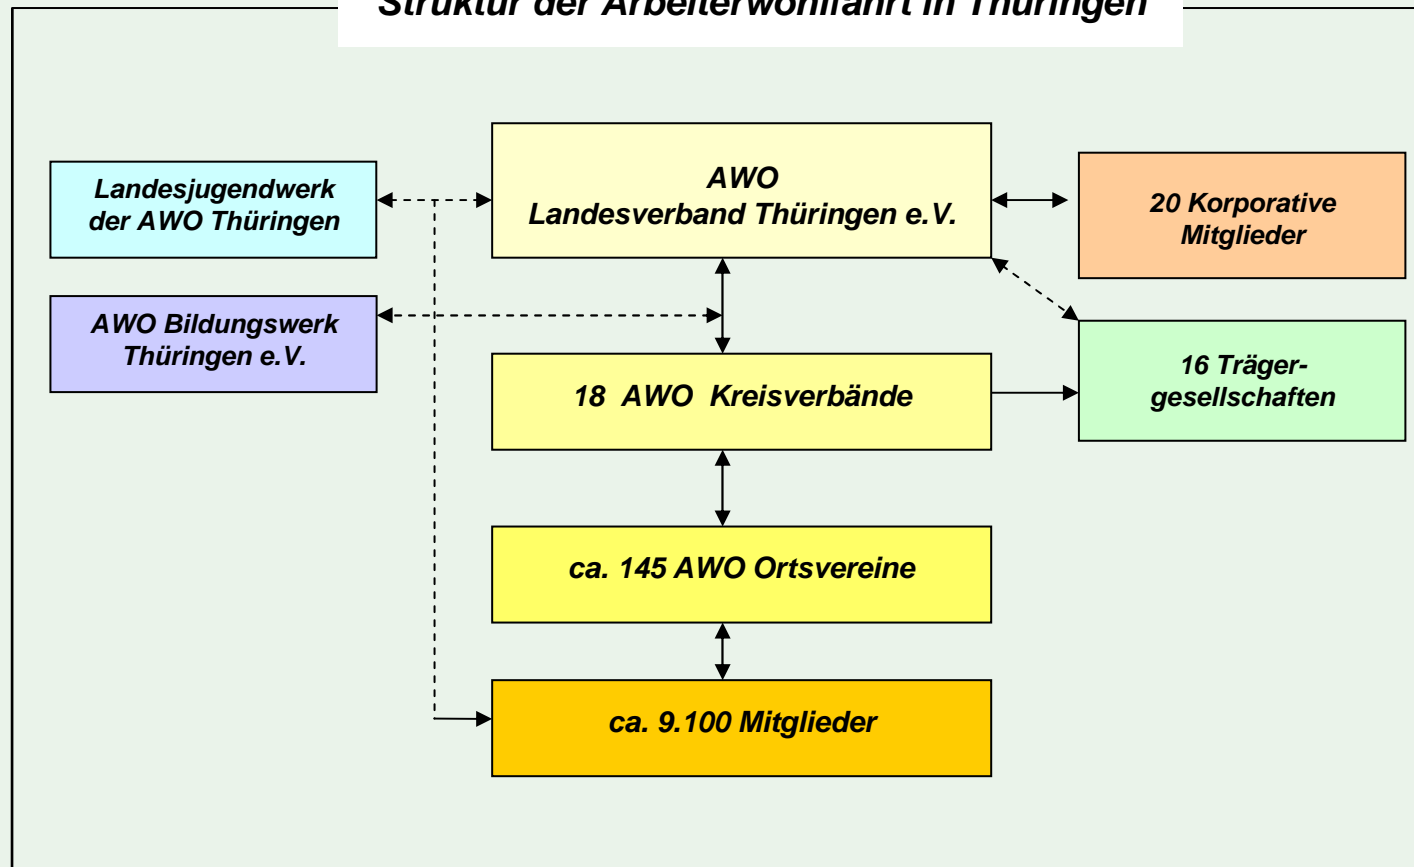 Struktur der Arbeiterwohlfahrt in Thüringen
AWO
Landesverband Thüringen e.V.
Landesjugendwerk
der AWO Thüringen
20 Korporative
Mitglieder
AWO Bildungswerk
Thüringen e.V.
16 Träger-
gesellschaften
18 AWO Kreisverbände
ca. 145 AWO Ortsvereine
ca. 9.100 Mitglieder